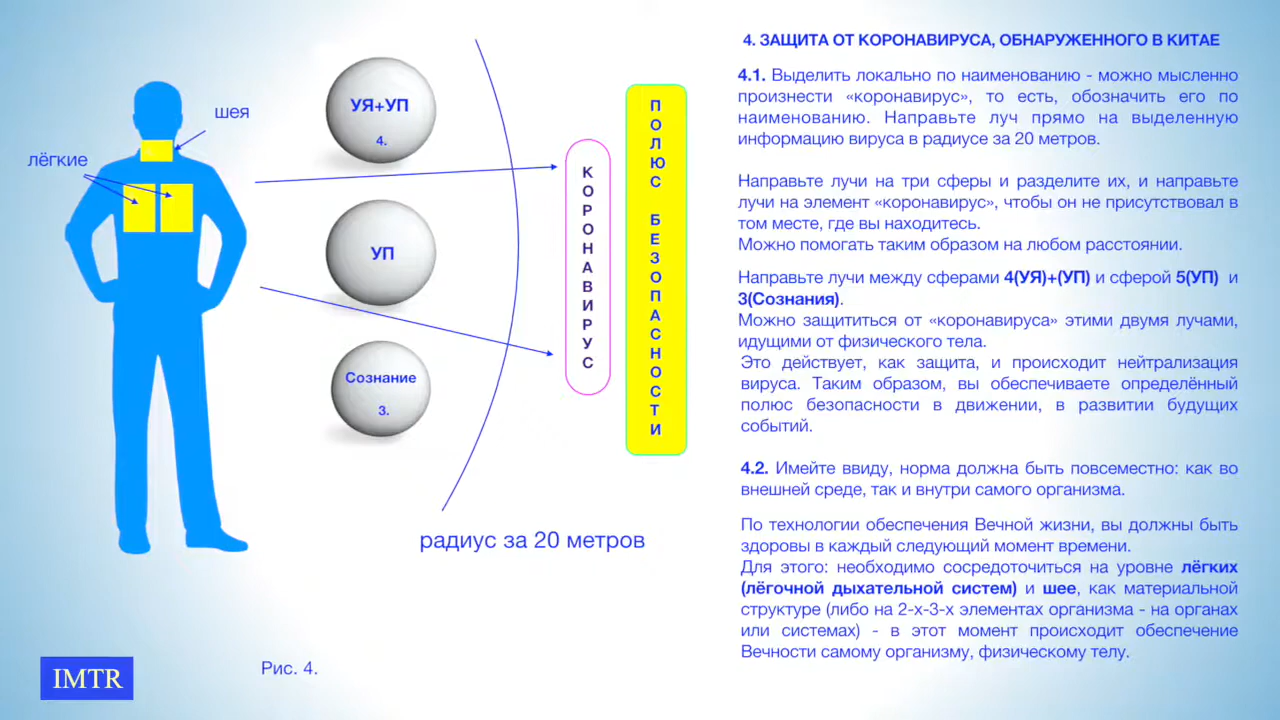 шея
лёгкие
УЯ+УП
4.
УП
Сознание
3.
КОРОНАВИРУС
ПОЛЮС БЕЗОПАСНОСТИ
радиус за 20 метров
Рис. 4.
IMTR
4. ЗАЩИТА ОТ КОРОНАВИРУСА, ОБНАРУЖЕННОГО В КИТАЕ
4.1. Выделить локально по наименованию - можно мысленно
произнести «коронавирус», то есть, обозначить его по
наименованию. Направьте луч прямо на выделенную
информацию вируса в радиусе за 20 метров.
Направьте лучи на три сферы и разделите их, и направьте
лучи на элемент «коронавирус», чтобы он не присутствовал в
том месте, где вы находитесь.
Можно помогать таким образом на любом расстоянии.
Направьте лучи между сферами 4(УЯ)+(УП) и сферой 5(УП) и
3(Сознания).
Можно защититься от «коронавируса» этими двумя лучами,
идущими от физического тела.
Это действует, как защита, и происходит нейтрализация
вируса. Таким образом, вы обеспечиваете определённый
полюс безопасности в движении, в развитии будущих
событий.
4.2. Имейте ввиду, норма должна быть повсеместно: как во
внешней среде, так и внутри самого организма.
По технологии обеспечения Вечной жизни, вы должны быть
здоровы в каждый следующий момент времени.
Для этого: необходимо сосредоточиться на уровне лёгких
(лёгочной дыхательной систем) и шее, как материальной
структуре (либо на 2-х-3-х элементах организма - на органах
или системах) - в этот момент происходит обеспечение
Вечности самому организму, физическому телу.